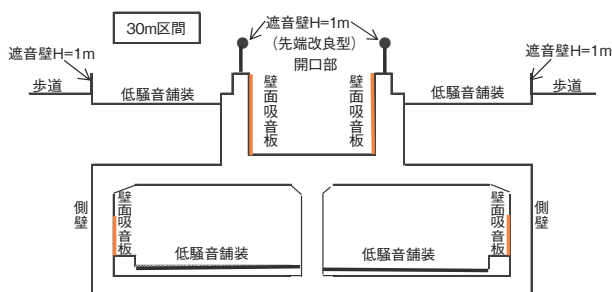 30m区間
遮音壁H=1m
（先端改良型）
開口部
遮音壁H=1m
遮音壁H=1m
歩道
低騒音舗装
壁面吸音板
壁面吸音板
低騒音舗装
歩道
側壁
壁面吸音板
低騒音舗装
低騒音舗装
壁面吸音板
側壁